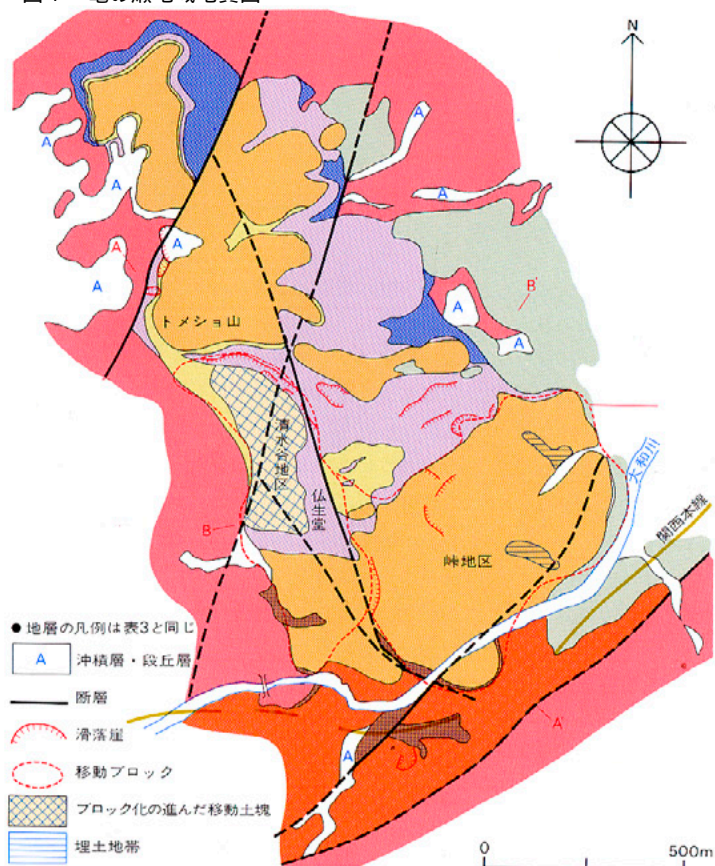 N
A
A
A
A
A
A
A
A
B'
A
A
トメショ山
清水谷地区
仏生堂
大和川
関西本線
峠地区
B
A'
A
●地層の凡例は表3と同じ
A 沖積層・段丘層
断層
滑落崖
移動ブロック
ブロック化の進んだ移動土塊
埋土地帯
0 500m